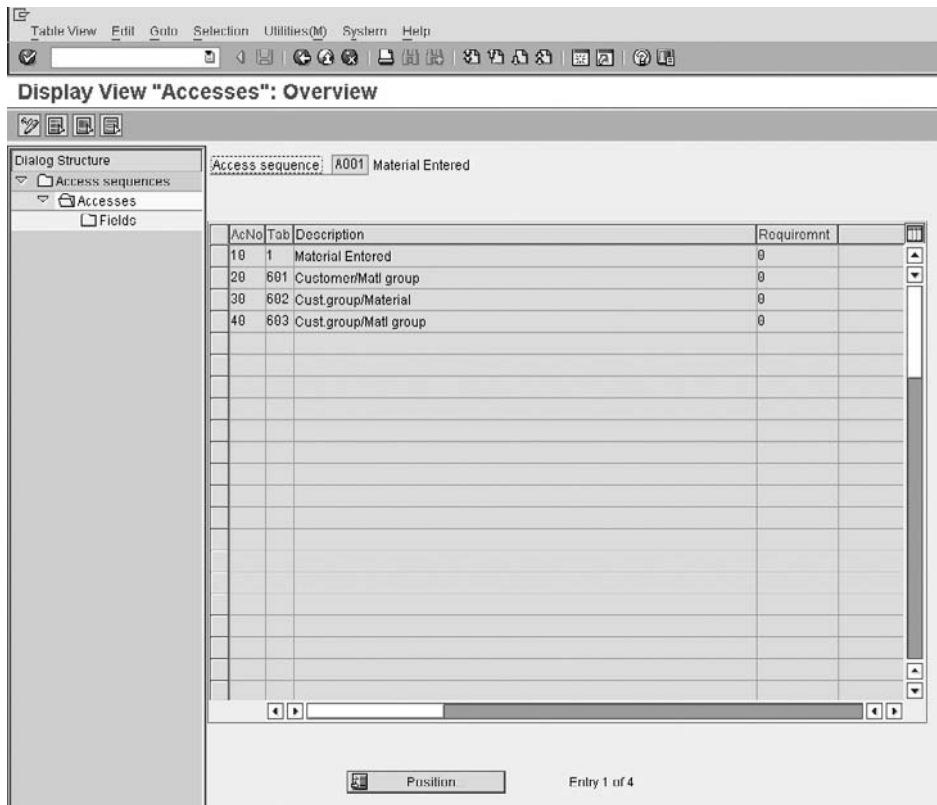 Table View Edit Goto Selection Utilities(M) System Help
Display View "Accesses": Overview
Dialog Structure
Access sequences
Accesses
Fields
Access sequence A001 Material Entered
AcNo Tab Description Requiremnt
10 1 Material Entered 0
20 601 Customer/Matl group 0
30 602 Cust.group/Material 0
40 603 Cust.group/Matl group 0
Position... Entry 1 of 4